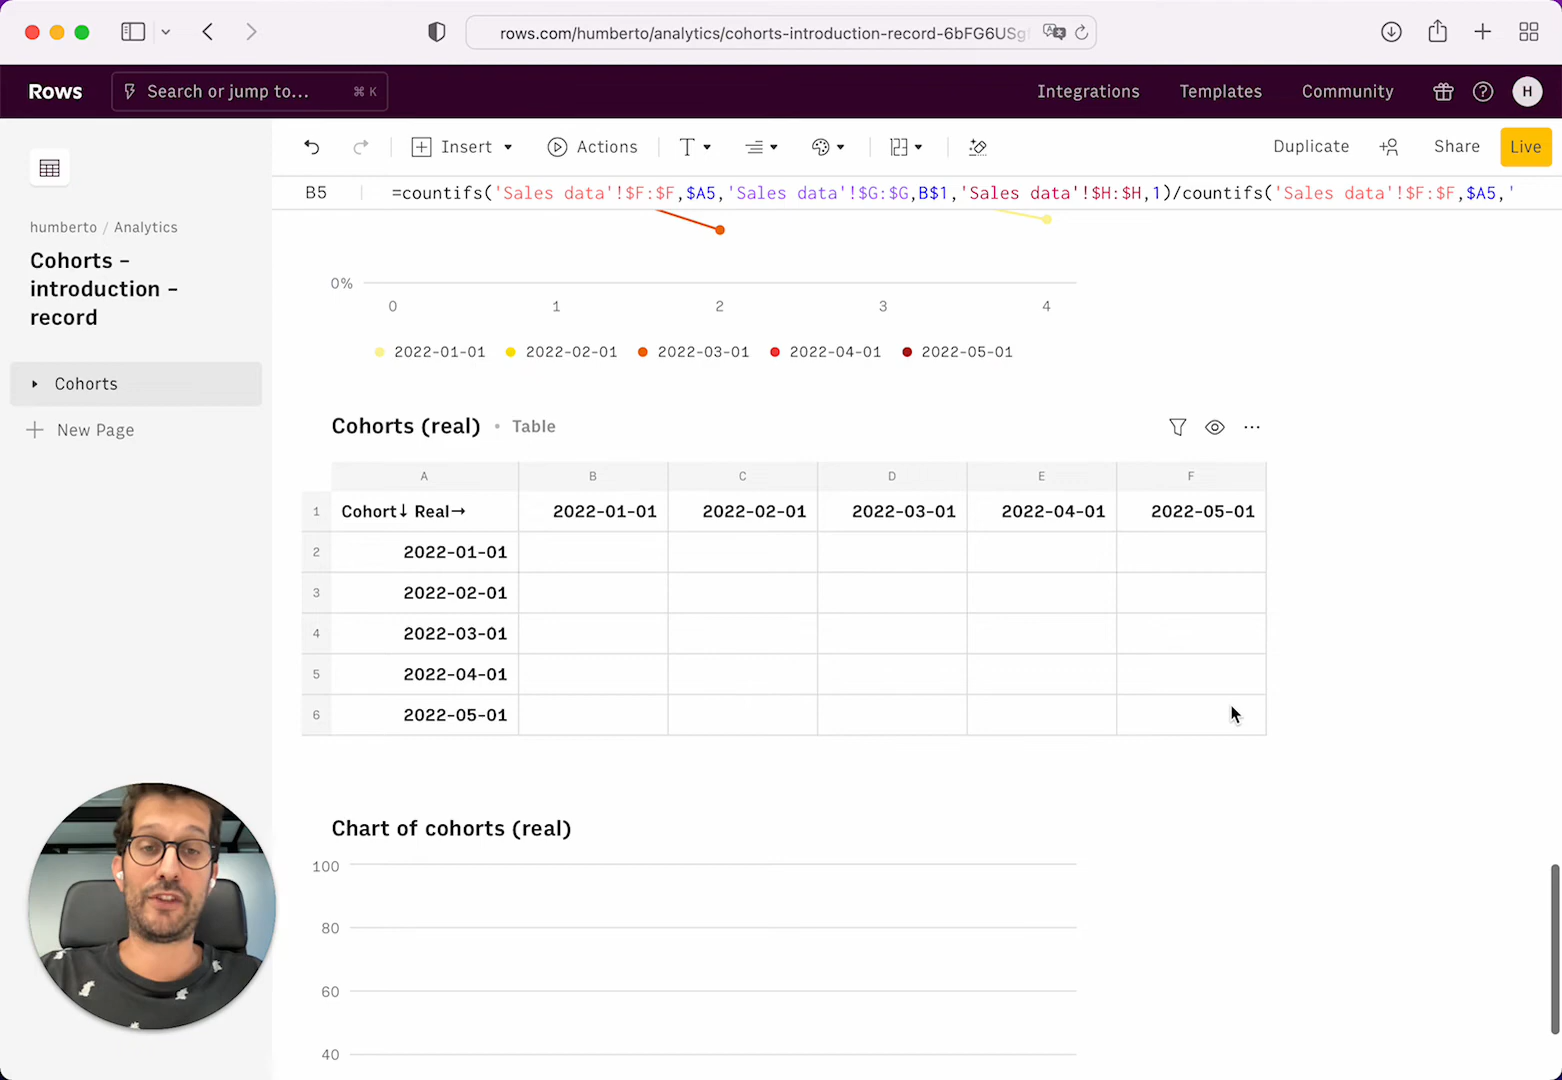 rows.com/humberto/analytics/cohorts-introduction-record-6bFG6USg
Rows
Search or jump to...
⌘ K
Integrations
Templates
Community
H
Insert
Actions
T
Duplicate
Share
Live
B5
=countifs('Sales data'!$F:$F,$A5,'Sales data'!$G:$G,B$1,'Sales data'!$H:$H,1)/countifs('Sales data'!$F:$F,$A5,'
humberto / Analytics
Cohorts –
introduction –
record
Cohorts
New Page
0%
0 1 2 3 4
2022-01-01 2022-02-01 2022-03-01 2022-04-01 2022-05-01
Cohorts (real) • Table
A B C D E F
1 Cohort↓ Real→ 2022-01-01 2022-02-01 2022-03-01 2022-04-01 2022-05-01
2 2022-01-01
3 2022-02-01
4 2022-03-01
5 2022-04-01
6 2022-05-01
Chart of cohorts (real)
100
80
60
40